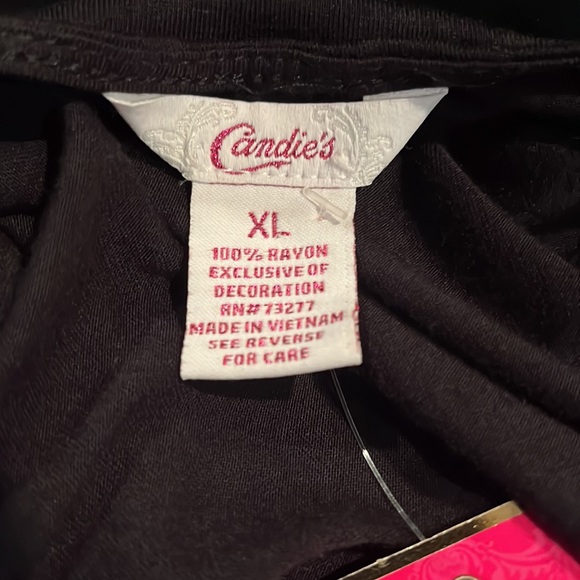 Candie's
XL
100% RAYON
EXCLUSIVE OF
DECORATION
RN#73277
MADE IN VIETNAM
SEE REVERSE
FOR CARE